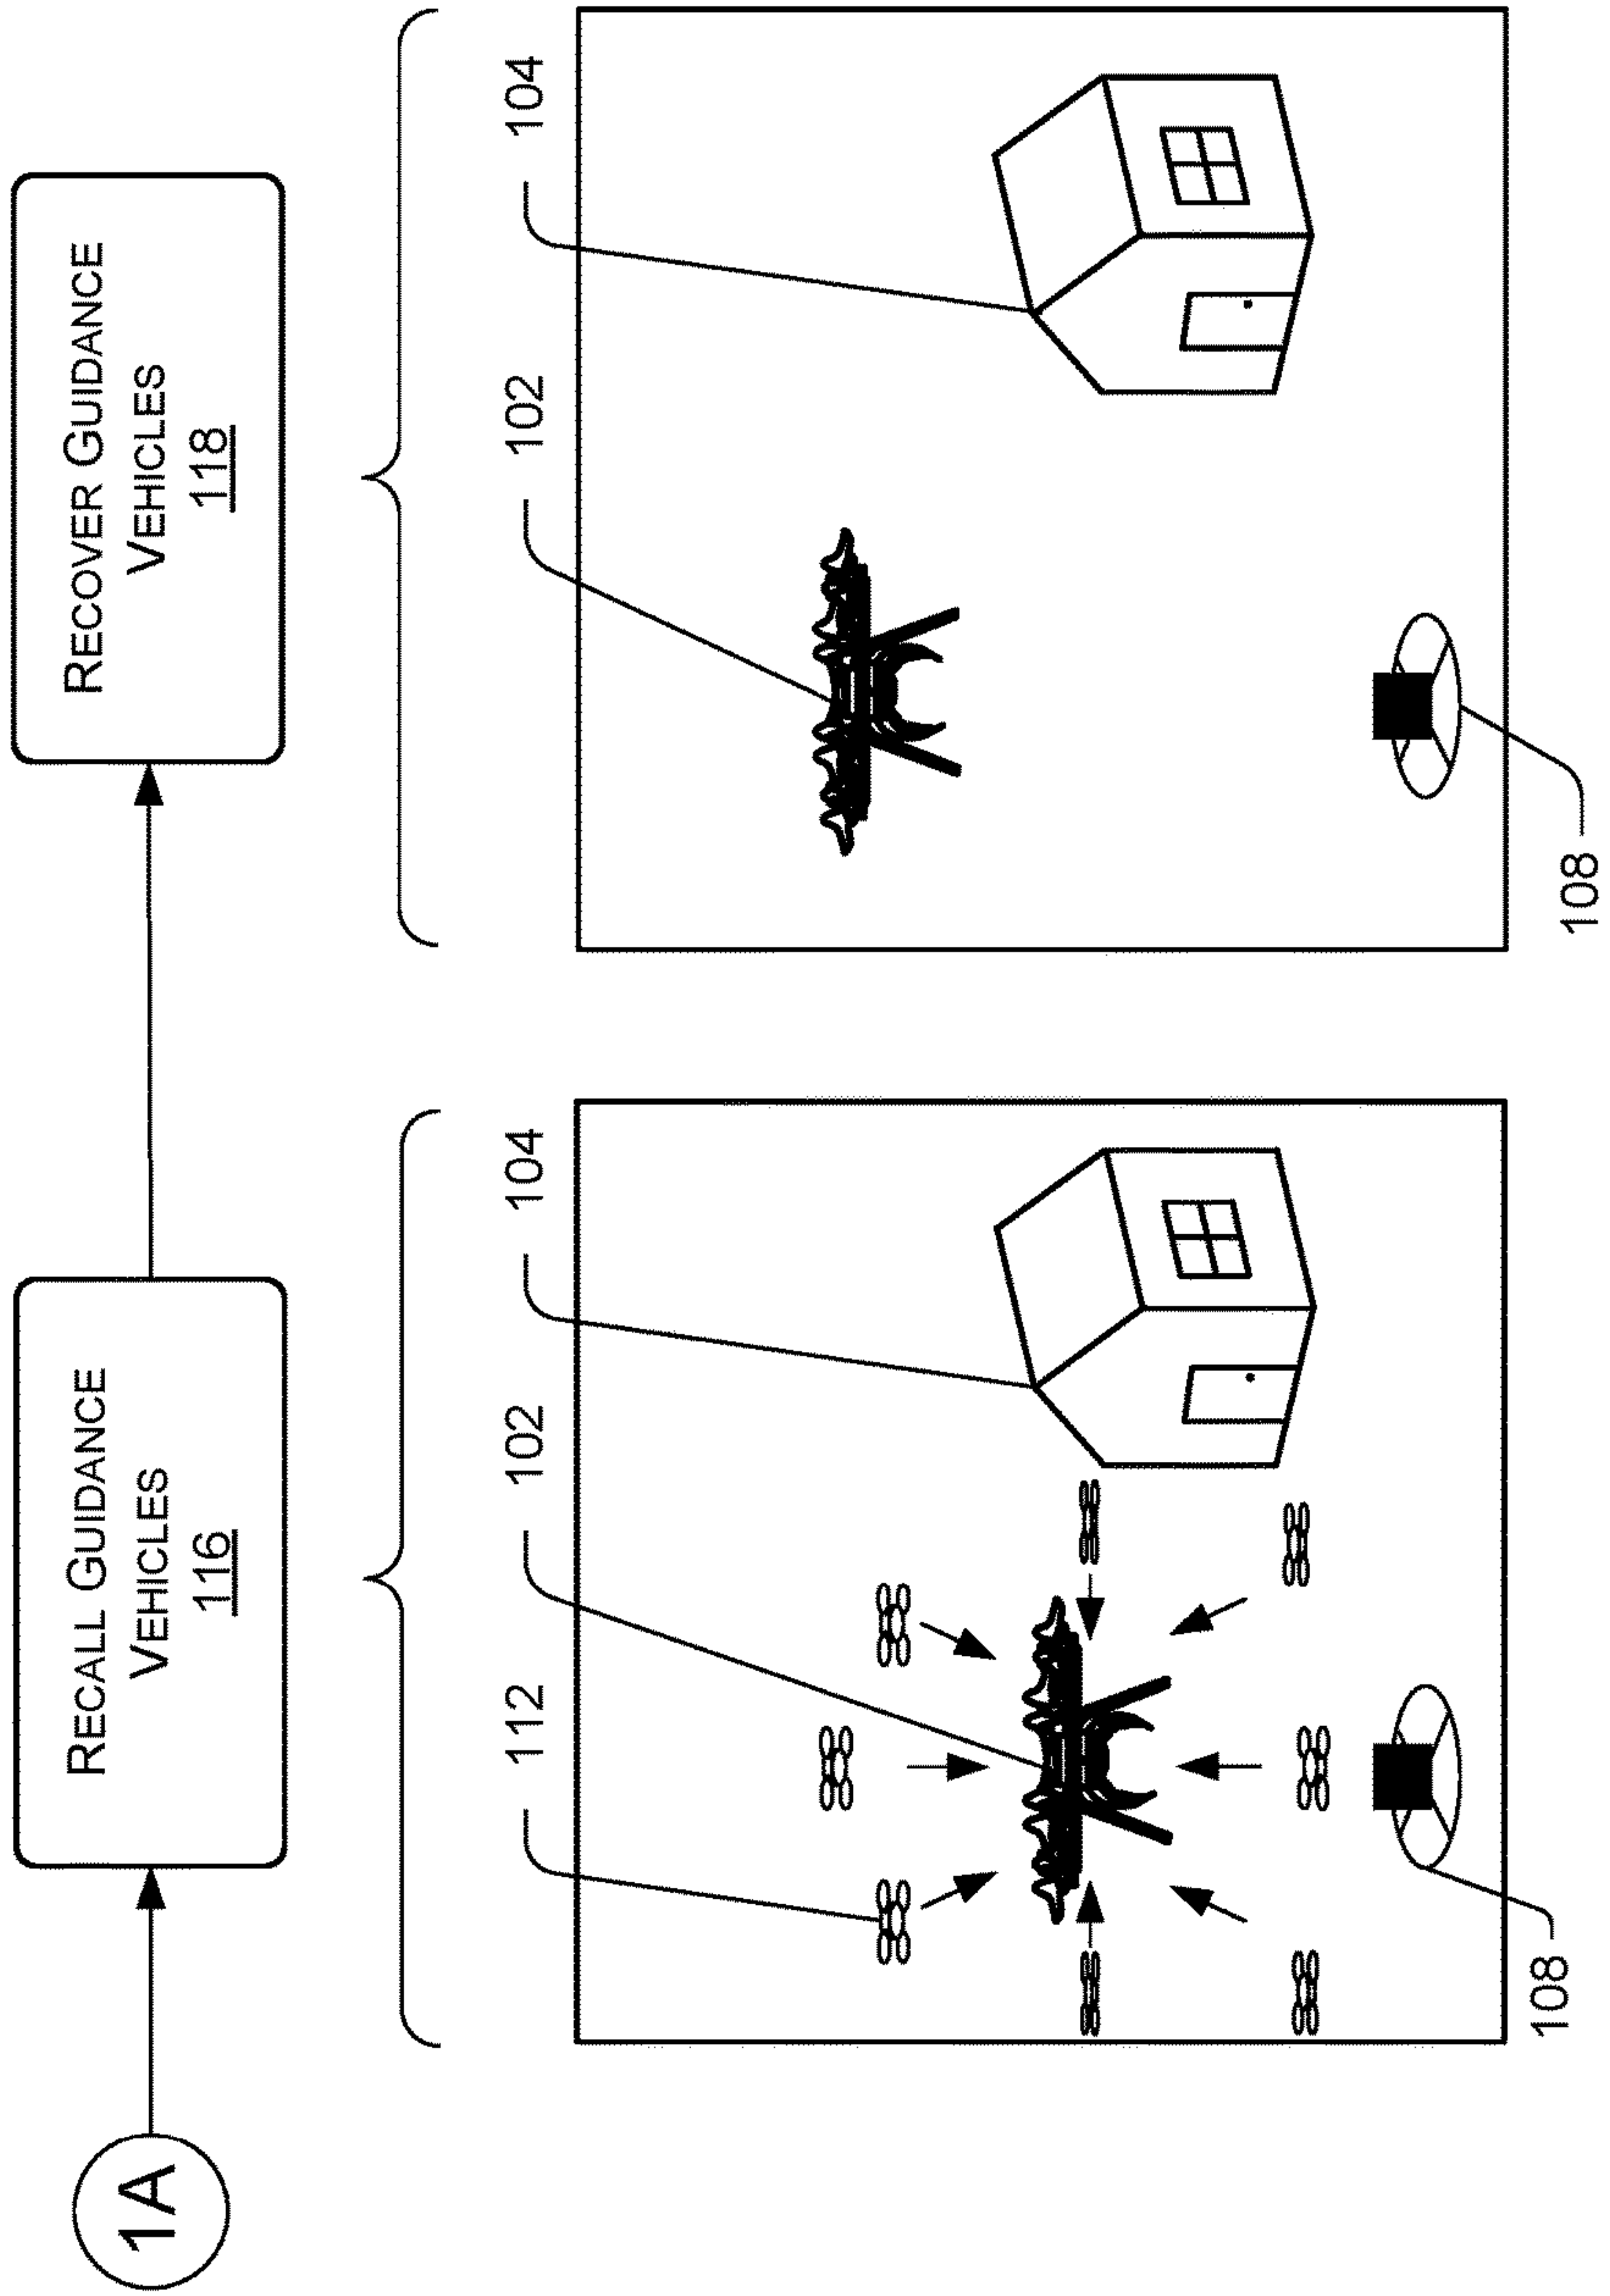 1A
RECALL GUIDANCE
VEHICLES
116
RECOVER GUIDANCE
VEHICLES
118
112
102
104
102
104
108
108